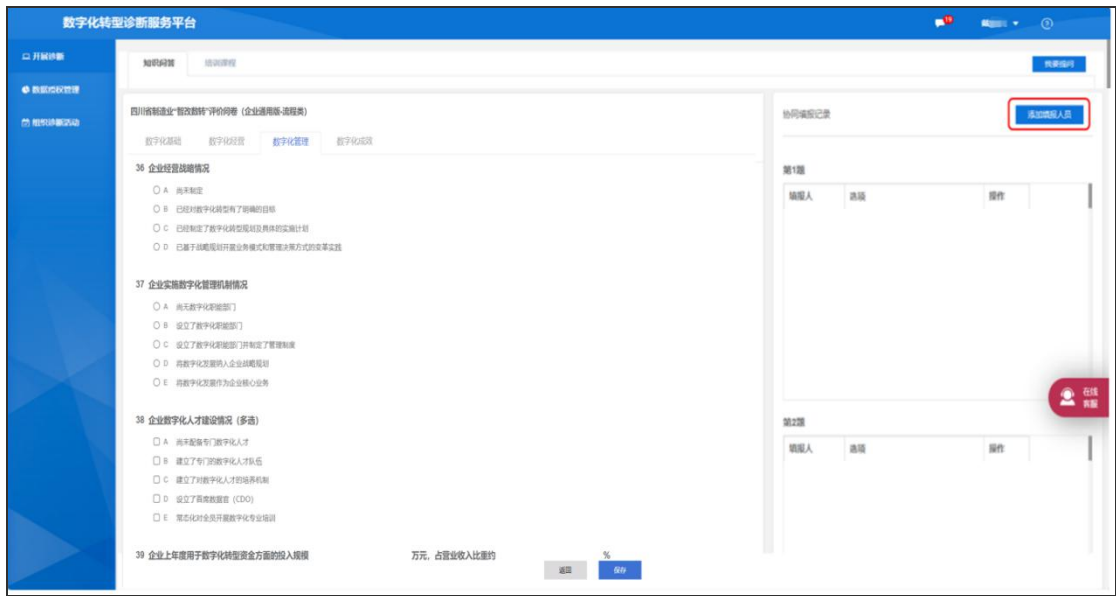 数字化转型诊断服务平台
19
开展诊断
数据授权管理
组织诊断活动
知识问答 培训课程
我要提问
四川省制造业“智改数转”评价问卷（企业通用版-流程类）
数字化基础 数字化经营 数字化管理 数字化成效
36 企业经营战略情况
A 尚未制定
B 已经对数字化转型有了明确的目标
C 已经制定了数字化转型规划及具体的实施计划
D 已基于战略规划开展业务模式和管理决策方式的变革实践
37 企业实施数字化管理机制情况
A 尚无数字化职能部门
B 设立了数字化职能部门
C 设立了数字化职能部门并制定了管理制度
D 将数字化发展纳入企业战略规划
E 将数字化发展作为企业核心业务
38 企业数字化人才建设情况（多选）
A 尚未配备专门数字化人才
B 建立了专门的数字化人才队伍
C 建立了对数字化人才的培养机制
D 设立了首席数据官（CDO）
E 常态化对全员开展数字化专业培训
39 企业上年度用于数字化转型资金方面的投入规模 万元，占营业收入比重约 %
返回 保存
协同填报记录
添加填报人员
第1题
填报人 选项 操作
第2题
填报人 选项 操作
在线
客服